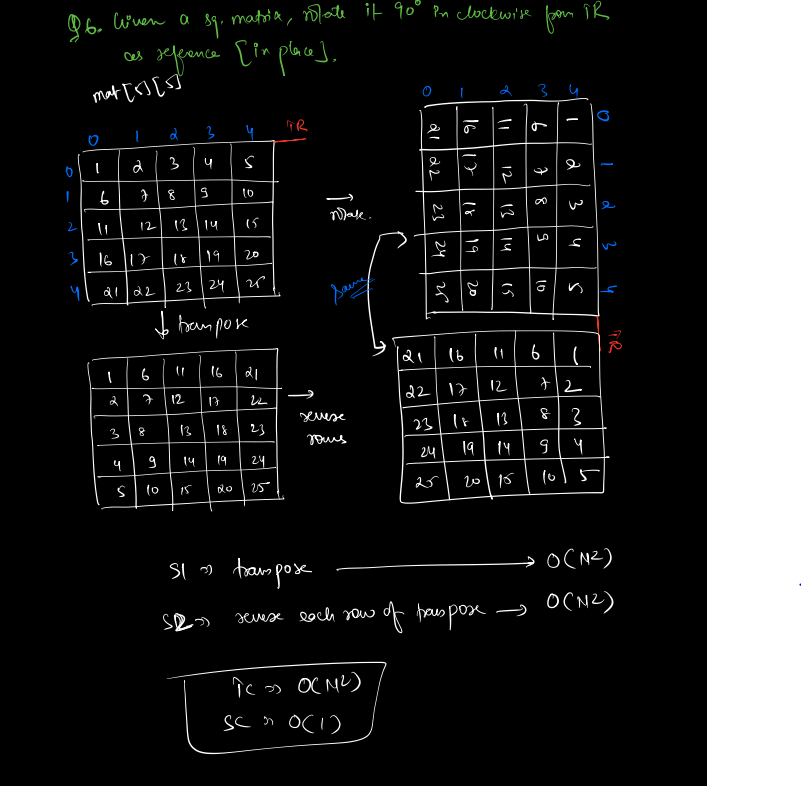 Q6. Given a sq. matrix, rotate it 90° in clockwise from TR
as reference [in place].
mat[5][5]
0 1 2 3 4 TR
0 1 2 3 4 5
1 6 7 8 9 10
2 11 12 13 14 15
3 16 17 18 19 20
4 21 22 23 24 25
rotate.
0 1 2 3 4
21 16 11 6 1 0
22 17 12 7 2 1
23 18 13 8 3 2
24 19 14 9 4 3
25 20 15 10 5 4
TR
same
transpose
1 6 11 16 21
2 7 12 17 22
3 8 13 18 23
4 9 14 19 24
5 10 15 20 25
reverse
rows
21 16 11 6 1
22 17 12 7 2
23 18 13 8 3
24 19 14 9 4
25 20 15 10 5
S1 => transpose → O(N2)
S2 => reverse each row of transpose → O(N2)
TC => O(N2)
SC => O(1)